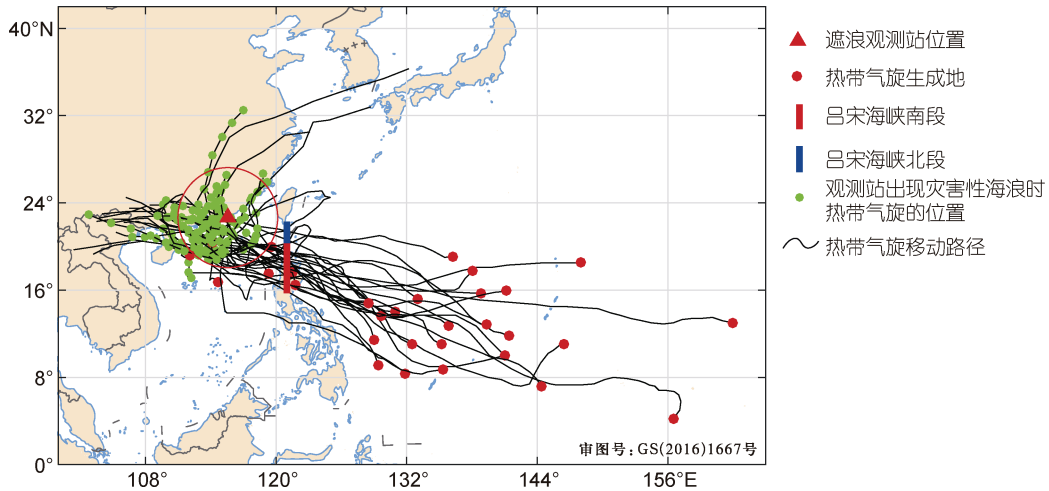 40°N
32°
24°
16°
8°
0°
108°
120°
132°
144°
156°E
审图号：GS(2016)1667号
遮浪观测站位置
热带气旋生成地
吕宋海峡南段
吕宋海峡北段
观测站出现灾害性海浪时
热带气旋的位置
热带气旋移动路径